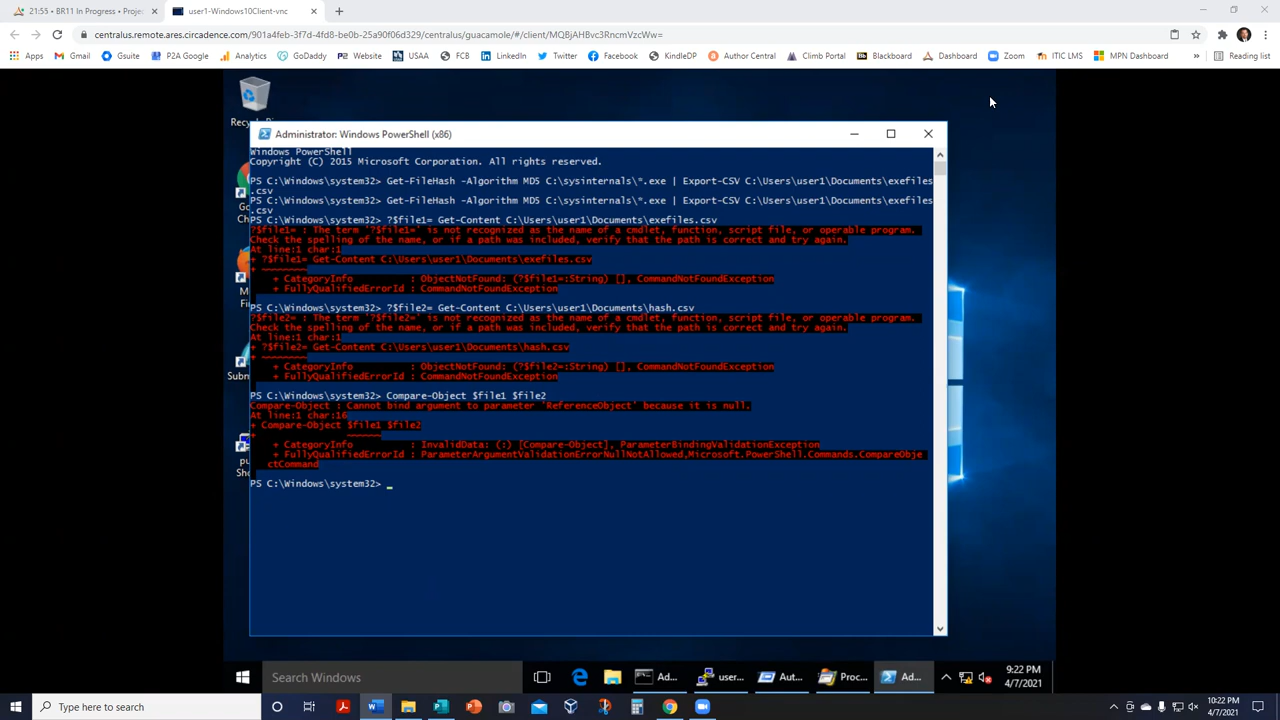 21:55 • BR11 In Progress • Projec
user1-Windows10Client-vnc
centralus.remote.ares.circadence.com/901a4feb-3f7d-4fd8-be0b-25a90f06d329/centralus/guacamole/#/client/MQBjAHBvc3RncmVzcWw=
Apps Gmail Gsuite P2A Google Analytics GoDaddy Website USAA FCB LinkedIn Twitter Facebook KindleDP Author Central Climb Portal Blackboard Dashboard Zoom ITIC LMS MPN Dashboard » Reading list
Administrator: Windows PowerShell (x86)
Windows PowerShell
Copyright (C) 2015 Microsoft Corporation. All rights reserved.
PS C:\Windows\system32> Get-FileHash -Algorithm MD5 C:\sysinternals\*.exe | Export-CSV C:\Users\user1\Documents\exefiles
.csv
PS C:\Windows\system32> Get-FileHash -Algorithm MD5 C:\sysinternals\*.exe | Export-CSV C:\Users\user1\Documents\exefiles
.csv
PS C:\Windows\system32> ?$file1= Get-Content C:\Users\user1\Documents\exefiles.csv
?$file1= : The term '?$file1=' is not recognized as the name of a cmdlet, function, script file, or operable program.
Check the spelling of the name, or if a path was included, verify that the path is correct and try again.
At line:1 char:1
+ ?$file1= Get-Content C:\Users\user1\Documents\exefiles.csv
+ ~~~~~~~~
+ CategoryInfo : ObjectNotFound: (?$file1=:String) [], CommandNotFoundException
+ FullyQualifiedErrorId : CommandNotFoundException
PS C:\Windows\system32> ?$file2= Get-Content C:\Users\user1\Documents\hash.csv
?$file2= : The term '?$file2=' is not recognized as the name of a cmdlet, function, script file, or operable program.
Check the spelling of the name, or if a path was included, verify that the path is correct and try again.
At line:1 char:1
+ ?$file2= Get-Content C:\Users\user1\Documents\hash.csv
+ ~~~~~~~~
+ CategoryInfo : ObjectNotFound: (?$file2=:String) [], CommandNotFoundException
+ FullyQualifiedErrorId : CommandNotFoundException
PS C:\Windows\system32> Compare-Object $file1 $file2
Compare-Object : Cannot bind argument to parameter 'ReferenceObject' because it is null.
At line:1 char:16
+ Compare-Object $file1 $file2
+ ~~~~~~
+ CategoryInfo : InvalidData: (:) [Compare-Object], ParameterBindingValidationException
+ FullyQualifiedErrorId : ParameterArgumentValidationErrorNullNotAllowed,Microsoft.PowerShell.Commands.CompareObje
ctCommand
PS C:\Windows\system32> _
Search Windows Ad... user... Aut... Proc... Ad... 9:22 PM
4/7/2021
Type here to search 10:22 PM
4/7/2021